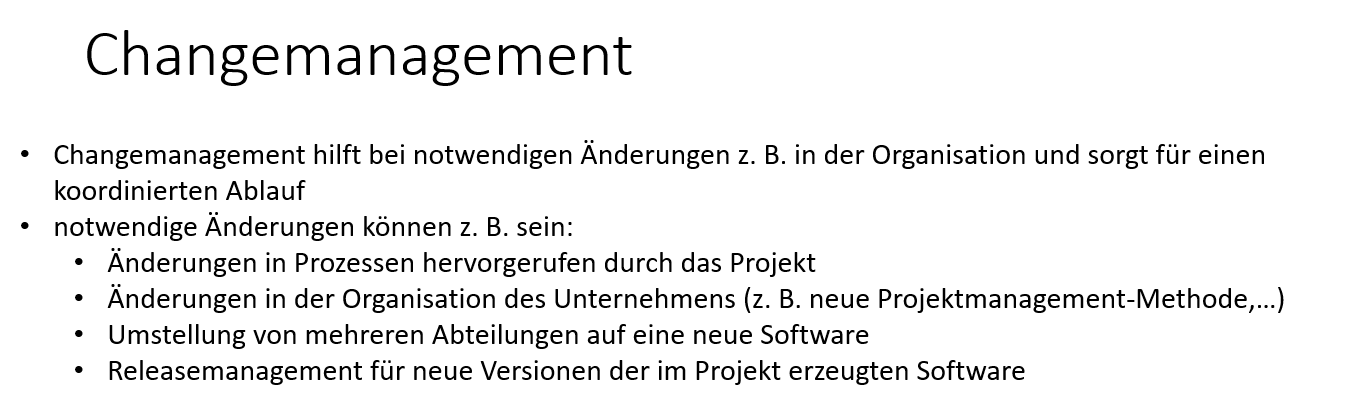 Changemanagement
• Changemanagement hilft bei notwendigen Änderungen z. B. in der Organisation und sorgt für einen
koordinierten Ablauf
• notwendige Änderungen können z. B. sein:
• Änderungen in Prozessen hervorgerufen durch das Projekt
• Änderungen in der Organisation des Unternehmens (z. B. neue Projektmanagement-Methode,...)
• Umstellung von mehreren Abteilungen auf eine neue Software
• Releasemanagement für neue Versionen der im Projekt erzeugten Software